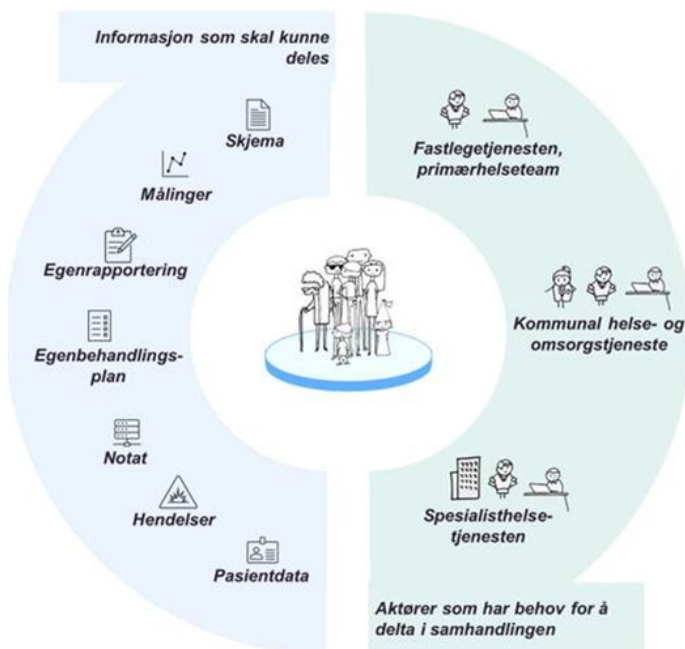 Informasjon som skal kunne
deles
Skjema
Målinger
Egenrapportering
Egenbehandlings-
plan
Notat
Hendelser
Pasientdata
Fastlegetjenesten,
primærhelseteam
Kommunal helse- og
omsorgstjeneste
Spesialisthelse-
tjenesten
Aktører som har behov for å
delta i samhandlingen